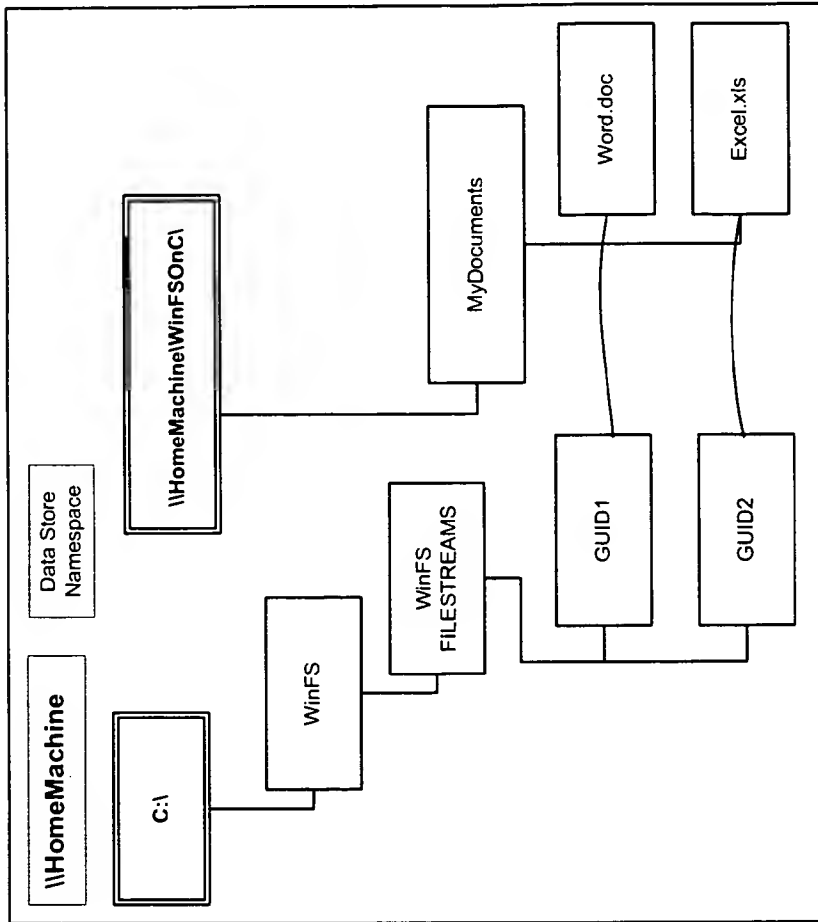 \\HomeMachine
Data Store
Namespace
C:\
\\HomeMachine\WinFSOnC\
WinFS
WinFS
FILESTREAMS
MyDocuments
GUID1
Word.doc
GUID2
Excel.xls